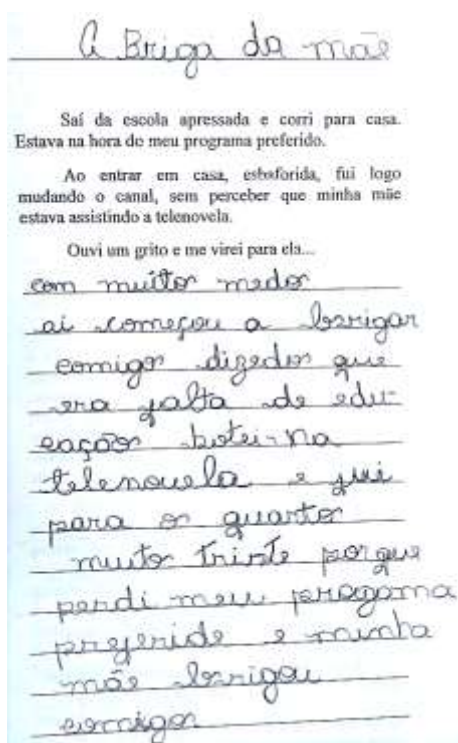 A Briga da mãe
Saí da escola apressada e corri para casa.
Estava na hora do meu programa preferido.
Ao entrar em casa, esbaforida, fui logo
mudando o canal, sem perceber que minha mãe
estava assistindo a telenovela.
Ouvi um grito e me virei para ela...
com muito medo
ai começou a brigar
comigo dizedo que
era falta de edu-
cação botei na
telenovela e fui
para o quarto
muito triste porque
perdi meu progama
preferide e minha
mãe brigou
comigo